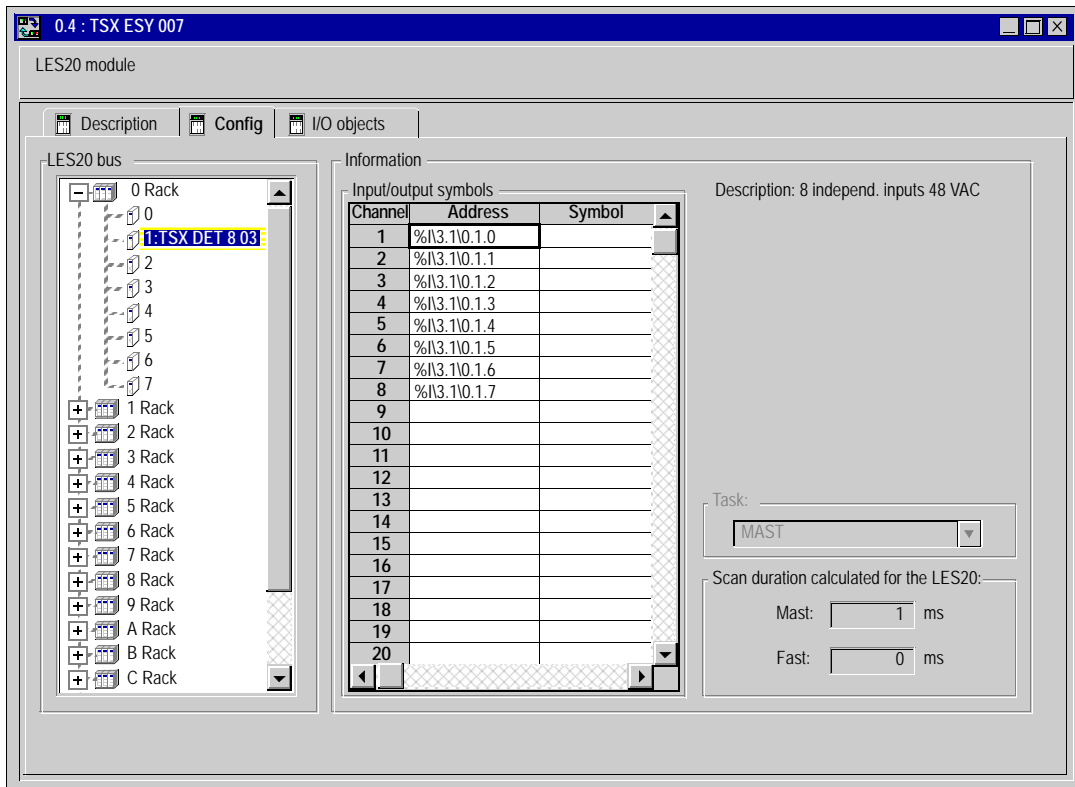 0.4 : TSX ESY 007
LES20 module
Description Config I/O objects
LES20 bus
0 Rack
0
1:TSX DET 8 03
2
3
4
5
6
7
1 Rack
2 Rack
3 Rack
4 Rack
5 Rack
6 Rack
7 Rack
8 Rack
9 Rack
A Rack
B Rack
C Rack
Information
Input/output symbols
Channel Address Symbol
1 %I\3.1\0.1.0
2 %I\3.1\0.1.1
3 %I\3.1\0.1.2
4 %I\3.1\0.1.3
5 %I\3.1\0.1.4
6 %I\3.1\0.1.5
7 %I\3.1\0.1.6
8 %I\3.1\0.1.7
9
10
11
12
13
14
15
16
17
18
19
20
Description: 8 independ. inputs 48 VAC
Task:
MAST
Scan duration calculated for the LES20:
Mast: 1 ms
Fast: 0 ms